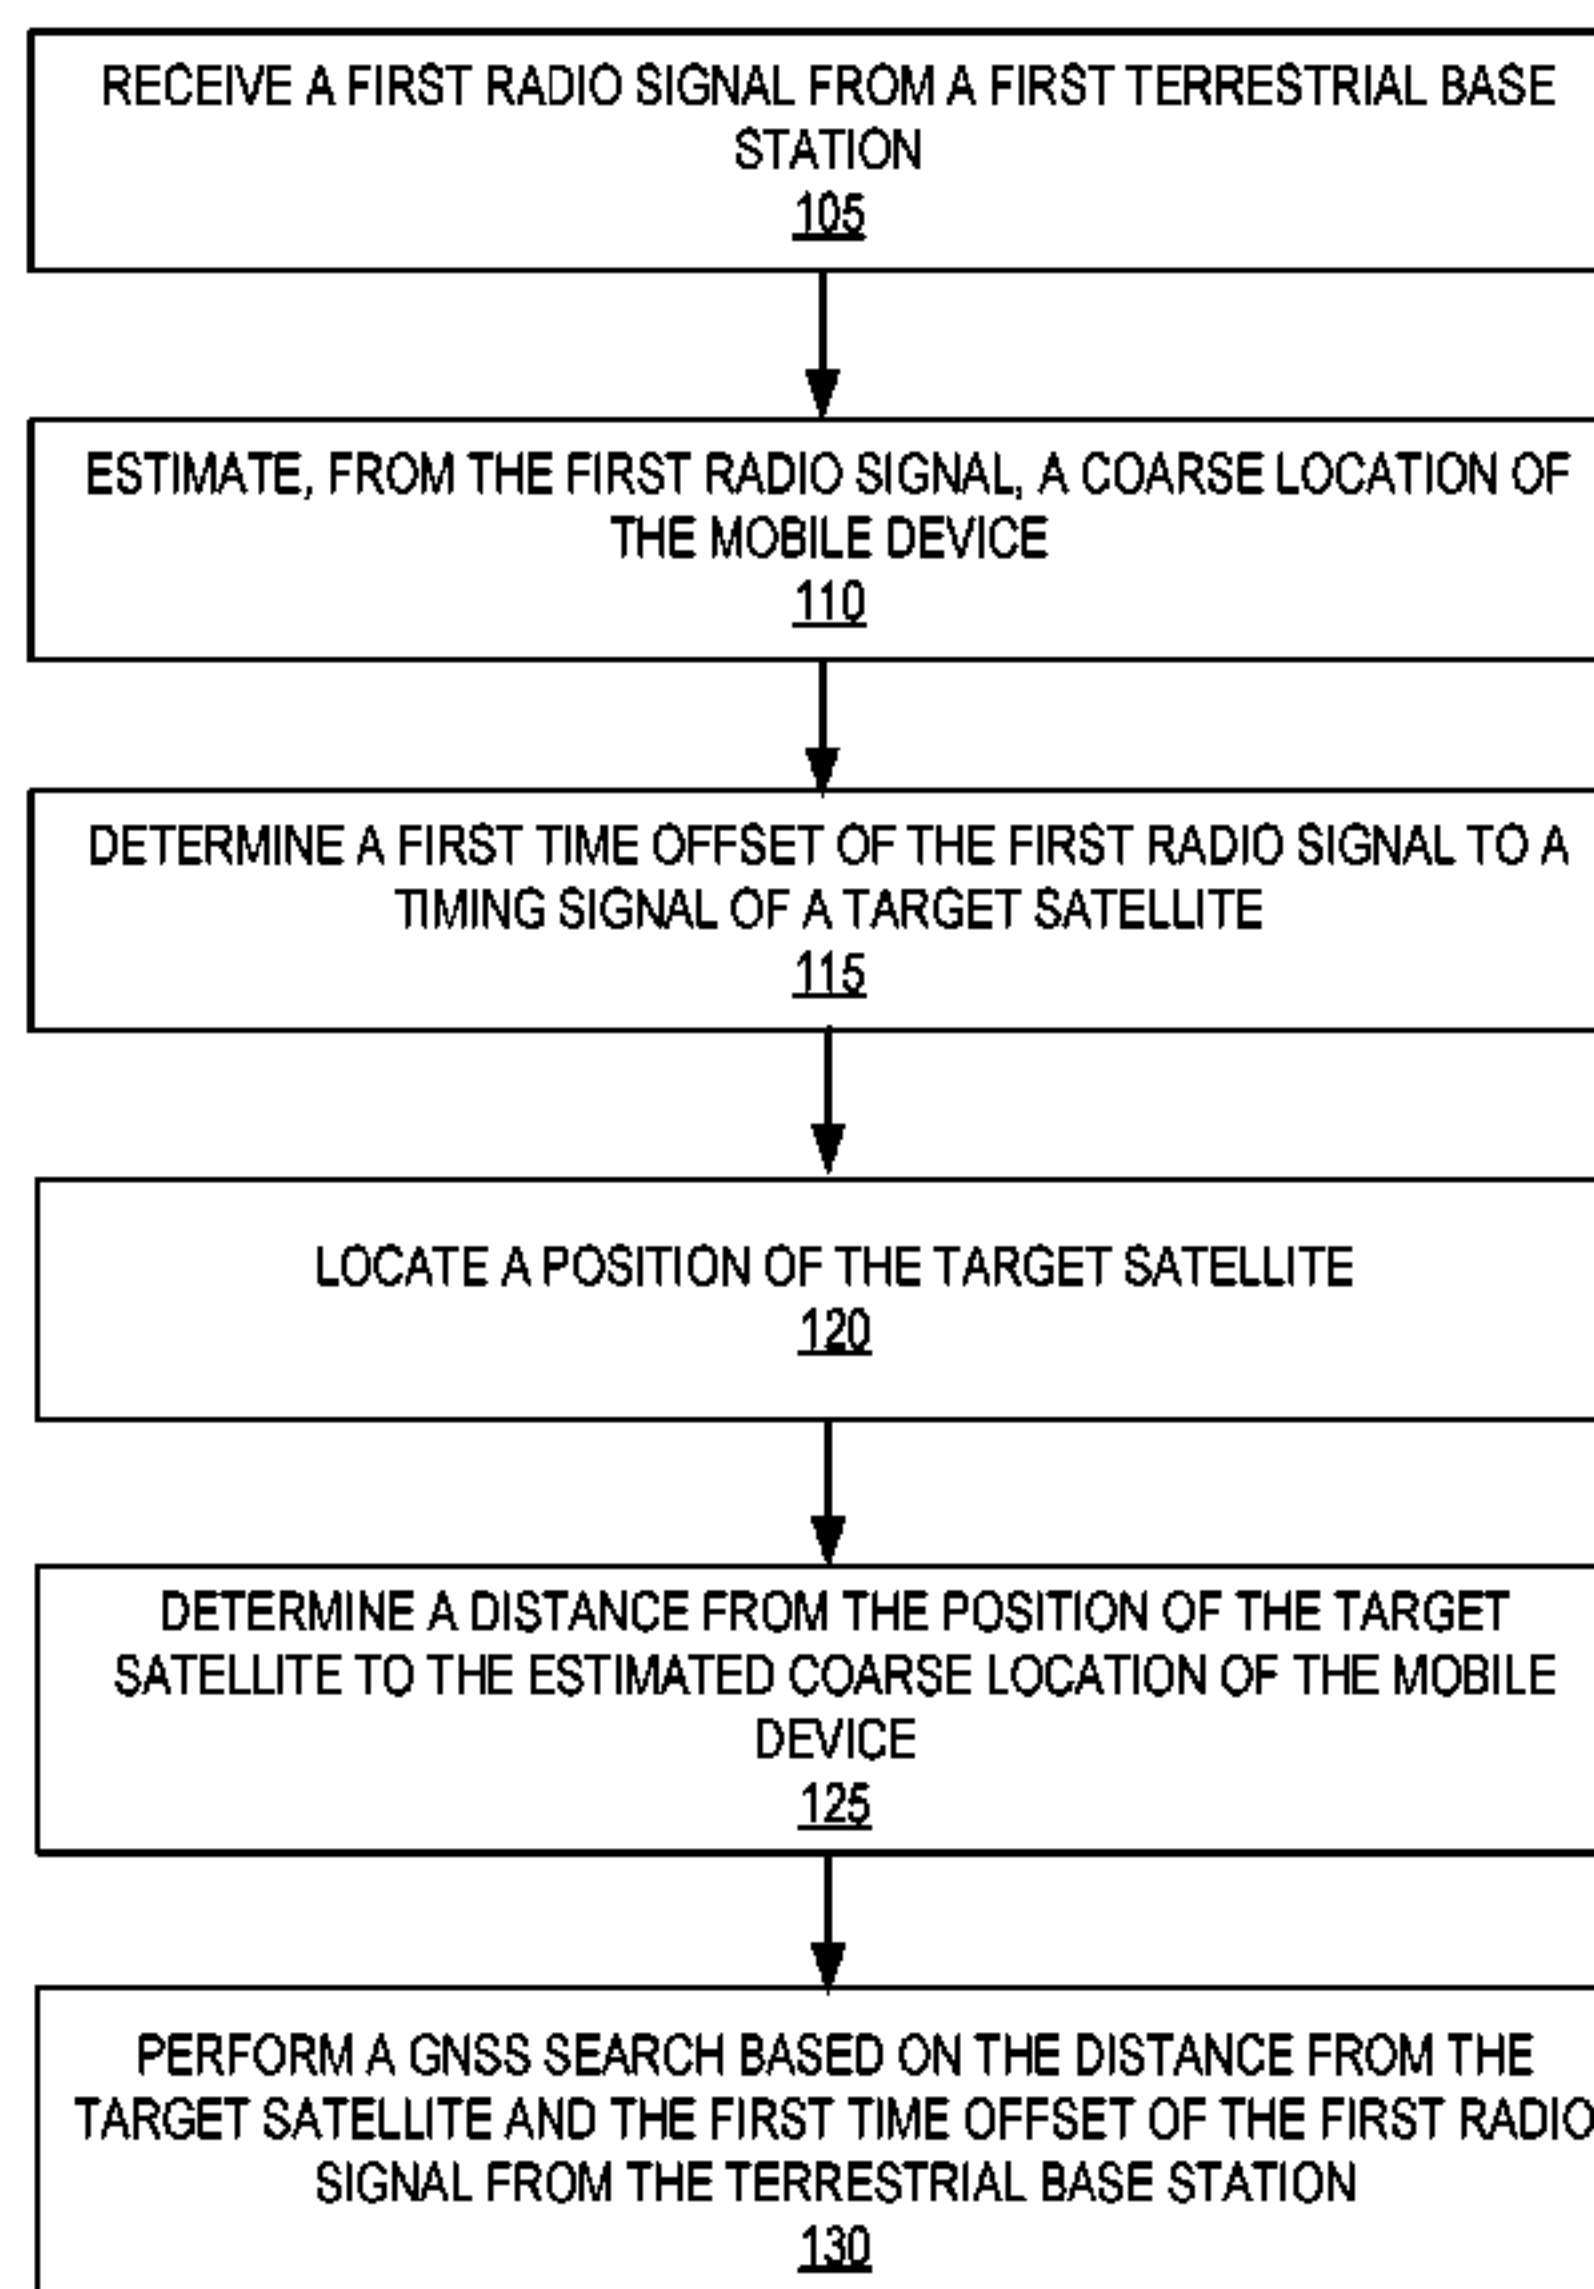 RECEIVE A FIRST RADIO SIGNAL FROM A FIRST TERRESTRIAL BASE
STATION
105
ESTIMATE, FROM THE FIRST RADIO SIGNAL, A COARSE LOCATION OF
THE MOBILE DEVICE
110
DETERMINE A FIRST TIME OFFSET OF THE FIRST RADIO SIGNAL TO A
TIMING SIGNAL OF A TARGET SATELLITE
115
LOCATE A POSITION OF THE TARGET SATELLITE
120
DETERMINE A DISTANCE FROM THE POSITION OF THE TARGET
SATELLITE TO THE ESTIMATED COARSE LOCATION OF THE MOBILE
DEVICE
125
PERFORM A GNSS SEARCH BASED ON THE DISTANCE FROM THE
TARGET SATELLITE AND THE FIRST TIME OFFSET OF THE FIRST RADIO
SIGNAL FROM THE TERRESTRIAL BASE STATION
130